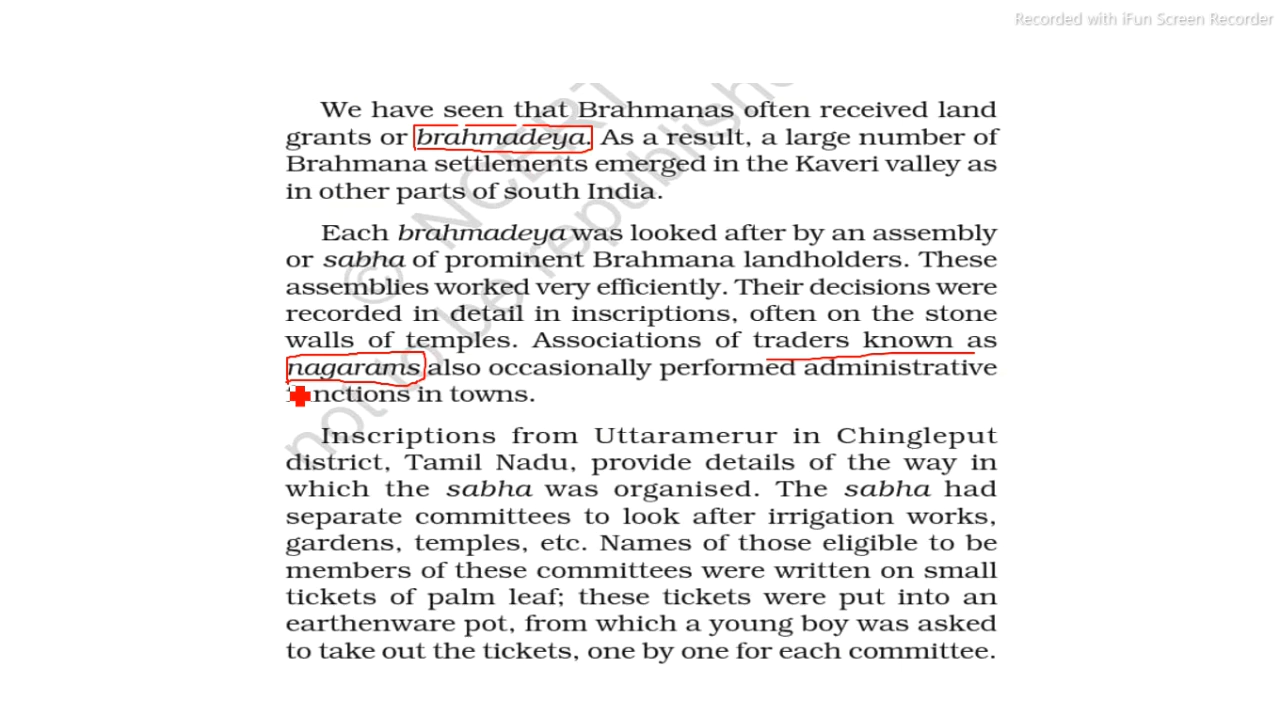 Recorded with iFun Screen Recorder
We have seen that Brahmanas often received land
grants or brahmadeya. As a result, a large number of
Brahmana settlements emerged in the Kaveri valley as
in other parts of south India.
Each brahmadeya was looked after by an assembly
or sabha of prominent Brahmana landholders. These
assemblies worked very efficiently. Their decisions were
recorded in detail in inscriptions, often on the stone
walls of temples. Associations of traders known as
nagarams also occasionally performed administrative
functions in towns.
Inscriptions from Uttaramerur in Chingleput
district, Tamil Nadu, provide details of the way in
which the sabha was organised. The sabha had
separate committees to look after irrigation works,
gardens, temples, etc. Names of those eligible to be
members of these committees were written on small
tickets of palm leaf; these tickets were put into an
earthenware pot, from which a young boy was asked
to take out the tickets, one by one for each committee.
© NCERT
not to be republished